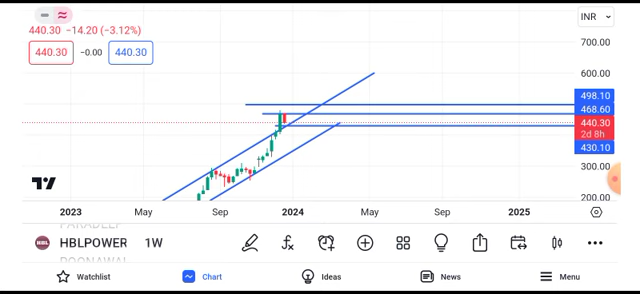 INR
440.30 −14.20 (−3.12%)
440.30 −0.00 440.30
700.00
600.00
498.10
468.60
440.30
2d 8h
430.10
300.00
200.00
2023 May Sep 2024 May Sep 2025
PARADEEP
HBL HBLPOWER 1W
POONAWAL
Watchlist Chart Ideas News Menu